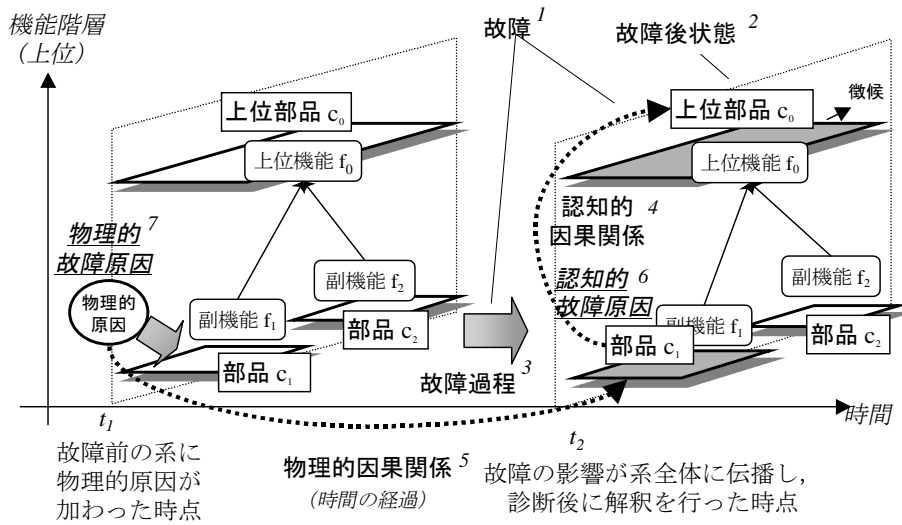 機能階層
（上位）
故障 1
故障後状態 2
徴候
上位部品 c₀
上位機能 f₀
物理的 7
故障原因
物理的
原因
副機能 f₁
副機能 f₂
部品 c₁
部品 c₂
故障過程 3
上位部品 c₀
上位機能 f₀
認知的 4
因果関係
認知的 6
故障原因
副機能 f₁
副機能 f₂
部品 c₁
部品 c₂
時間
t₁
t₂
故障前の系に
物理的原因が
加わった時点
物理的因果関係 5
（時間の経過）
故障の影響が系全体に伝播し，
診断後に解釈を行った時点